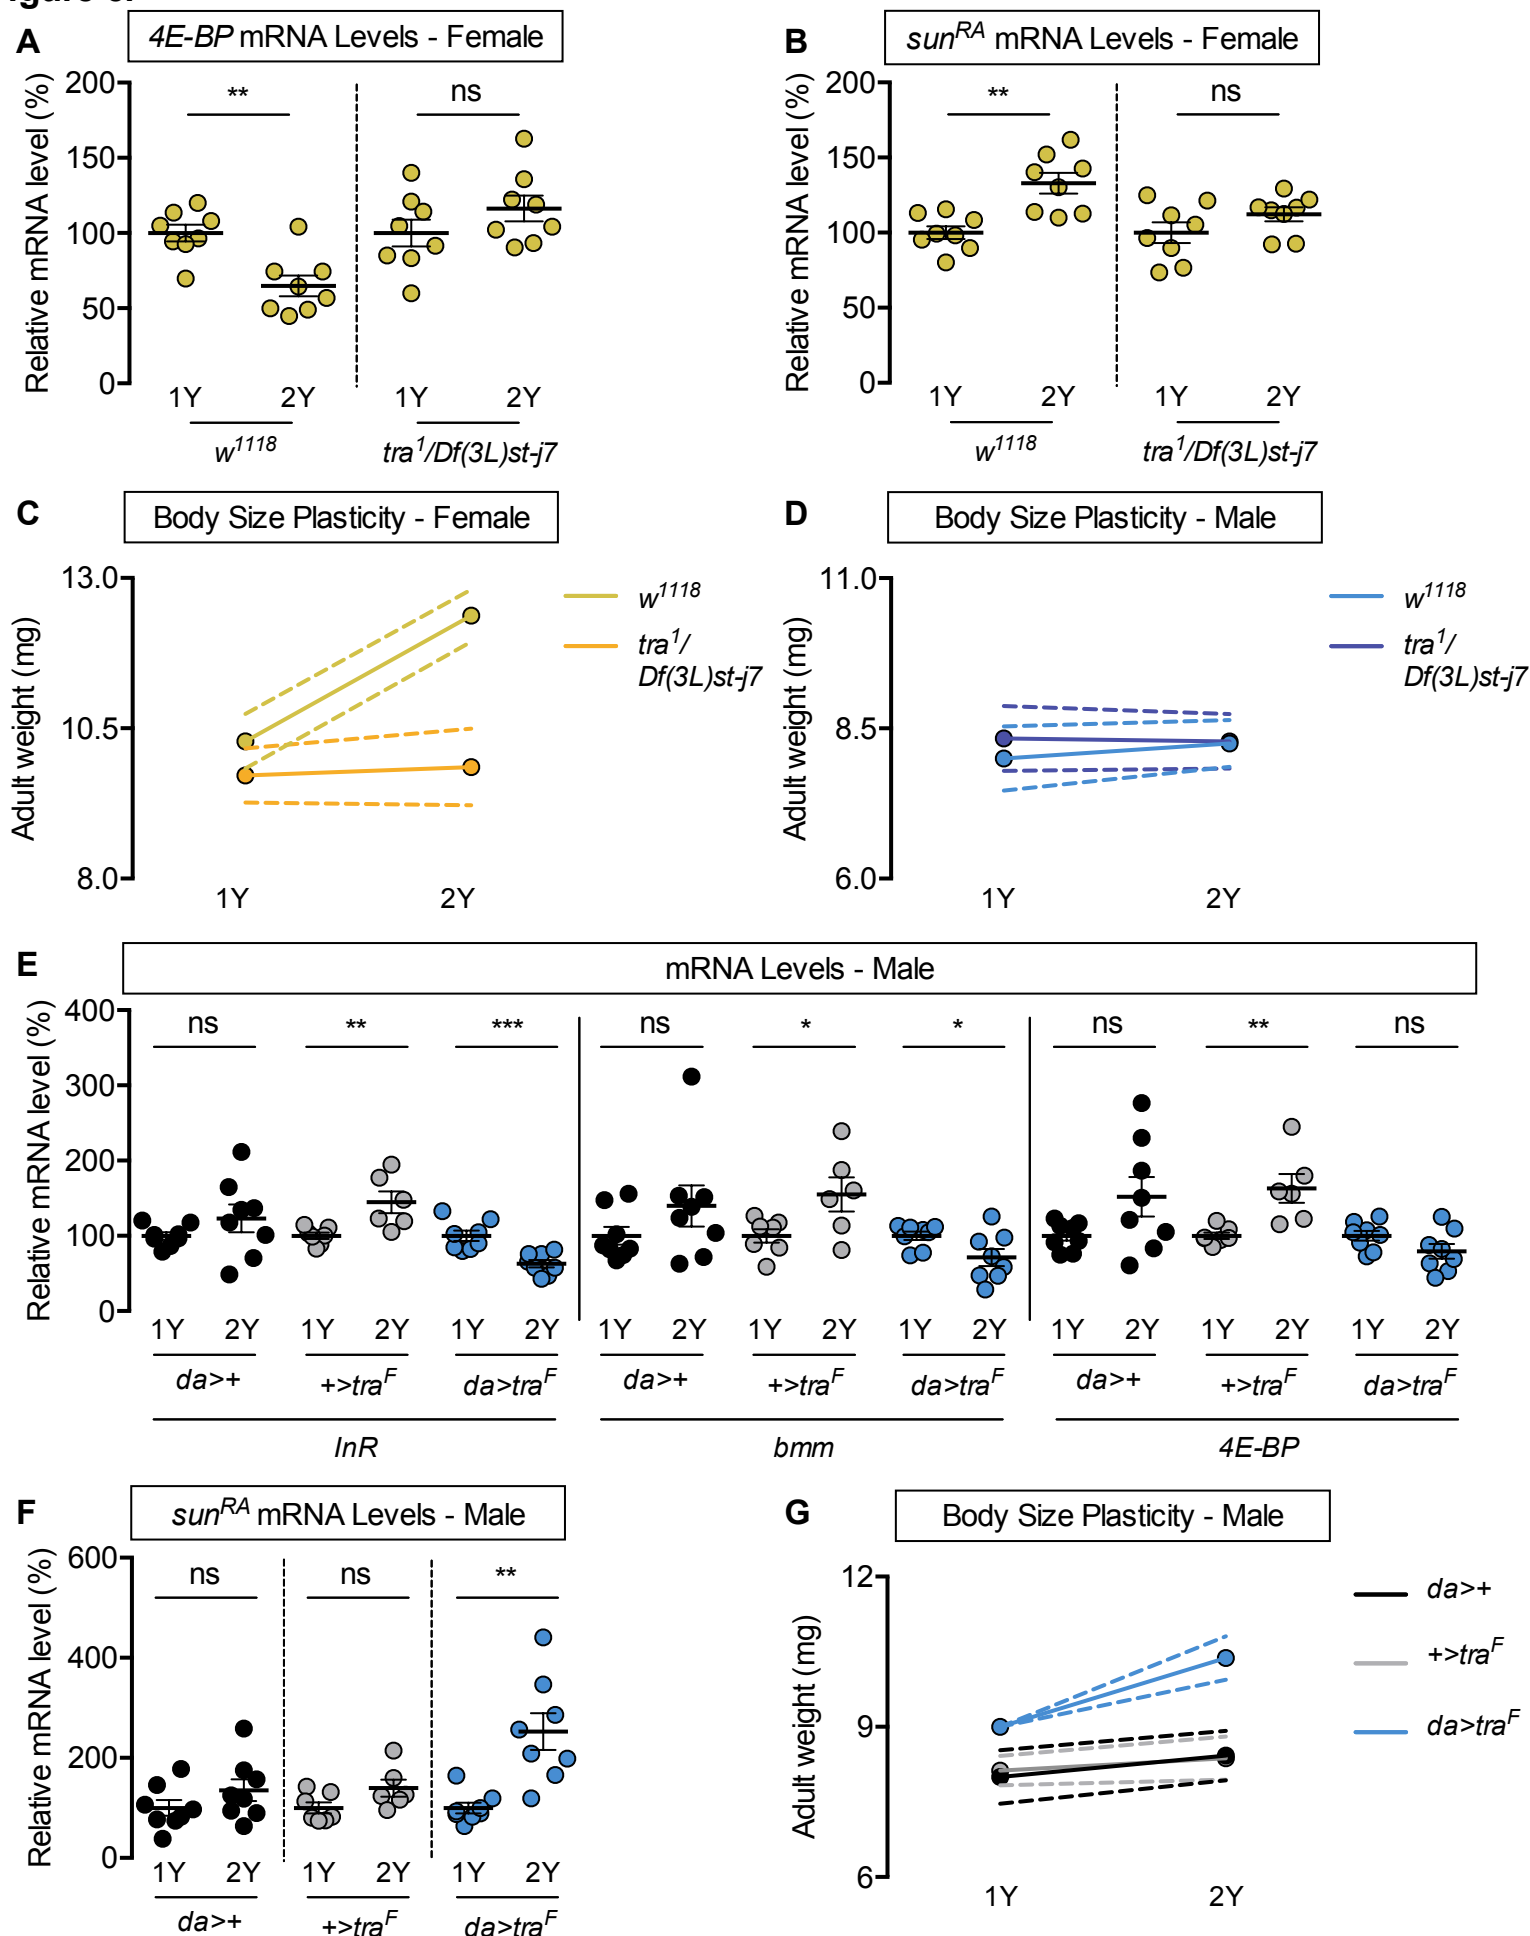 A
4E-BP mRNA Levels - Female
Relative mRNA level (%)
200
150
100
50
0
**
ns
1Y 2Y 1Y 2Y
w1118
tra1/Df(3L)st-j7
B
sunRA mRNA Levels - Female
Relative mRNA level (%)
200
150
100
50
0
**
ns
1Y 2Y 1Y 2Y
w1118
tra1/Df(3L)st-j7
C
Body Size Plasticity - Female
Adult weight (mg)
13.0
10.5
8.0
1Y 2Y
w1118
tra1/
Df(3L)st-j7
D
Body Size Plasticity - Male
Adult weight (mg)
11.0
8.5
6.0
1Y 2Y
w1118
tra1/
Df(3L)st-j7
E
mRNA Levels - Male
Relative mRNA level (%)
400
300
200
100
0
ns ** *** ns * * ns ** ns
1Y 2Y 1Y 2Y 1Y 2Y 1Y 2Y 1Y 2Y 1Y 2Y 1Y 2Y 1Y 2Y 1Y 2Y
da>+ +>traF da>traF da>+ +>traF da>traF da>+ +>traF da>traF
InR bmm 4E-BP
F
sunRA mRNA Levels - Male
Relative mRNA level (%)
600
400
200
0
ns ns **
1Y 2Y 1Y 2Y 1Y 2Y
da>+ +>traF da>traF
G
Body Size Plasticity - Male
Adult weight (mg)
12
9
6
1Y 2Y
da>+
+>traF
da>traF